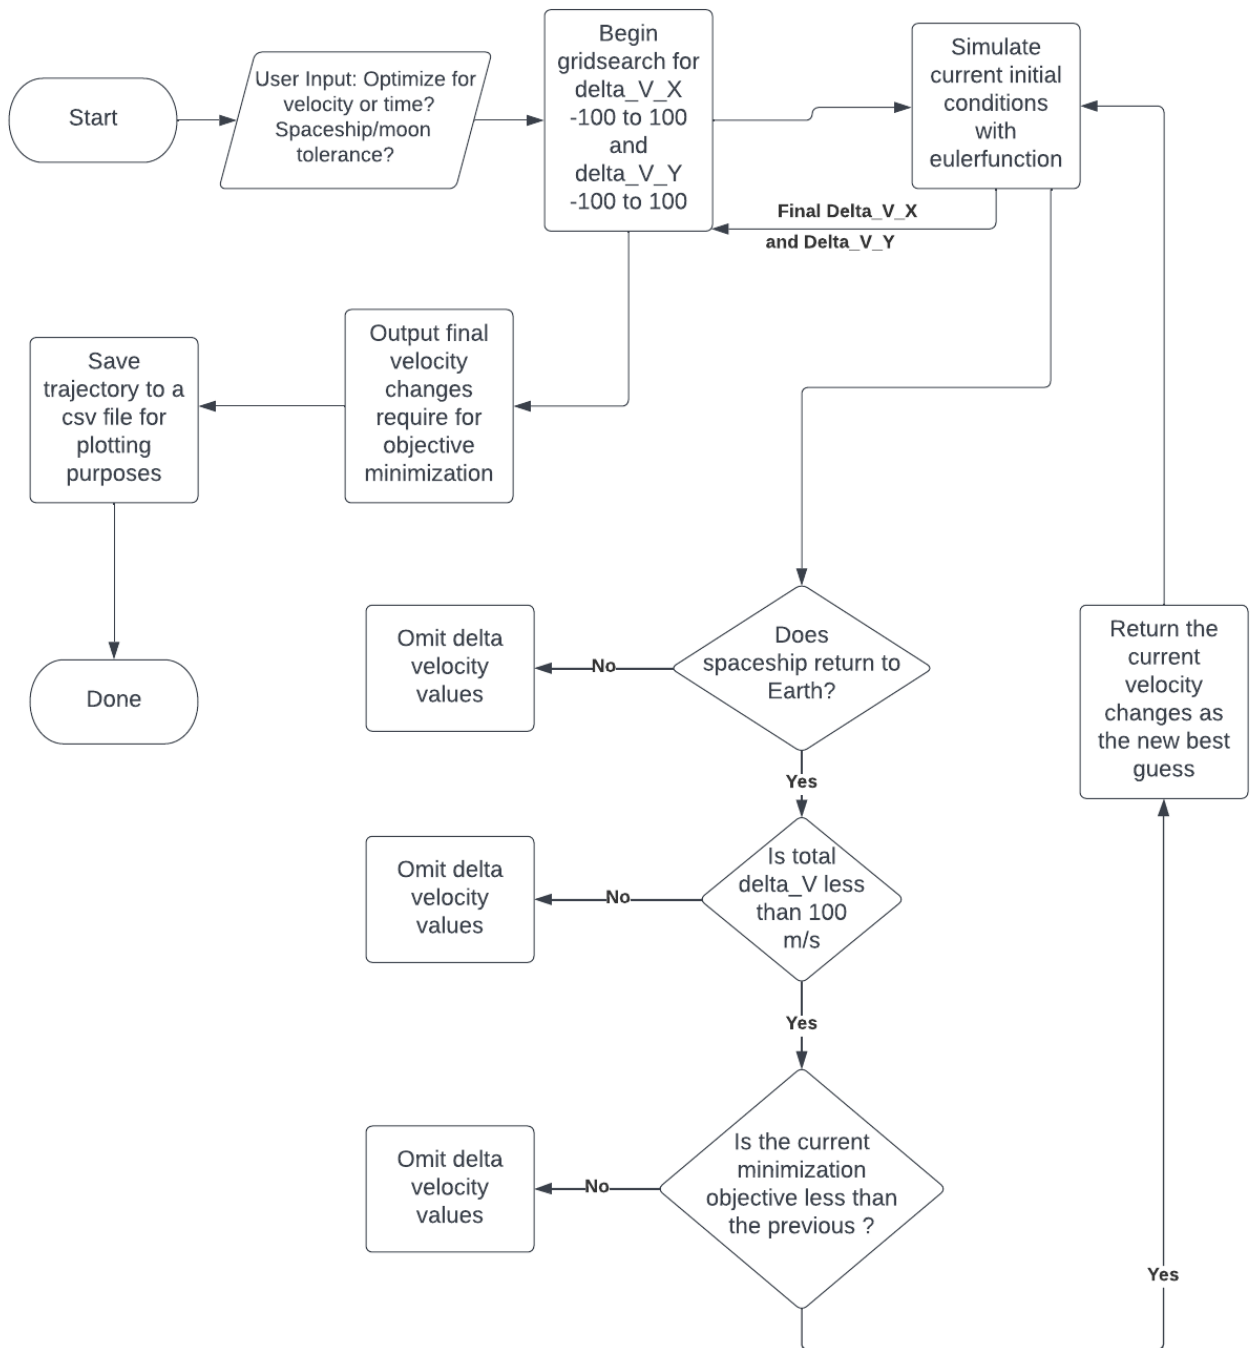 Start
User Input: Optimize for
velocity or time?
Spaceship/moon
tolerance?
Begin
gridsearch for
delta_V_X
-100 to 100
and
delta_V_Y
-100 to 100
Simulate
current initial
conditions
with
eulerfunction
Final Delta_V_X
and Delta_V_Y
Output final
velocity
changes
require for
objective
minimization
Save
trajectory to a
csv file for
plotting
purposes
Done
Does
spaceship return to
Earth?
No
Omit delta
velocity
values
Yes
Is total
delta_V less
than 100
m/s
No
Omit delta
velocity
values
Yes
Is the current
minimization
objective less than
the previous ?
No
Omit delta
velocity
values
Yes
Return the
current
velocity
changes as
the new best
guess